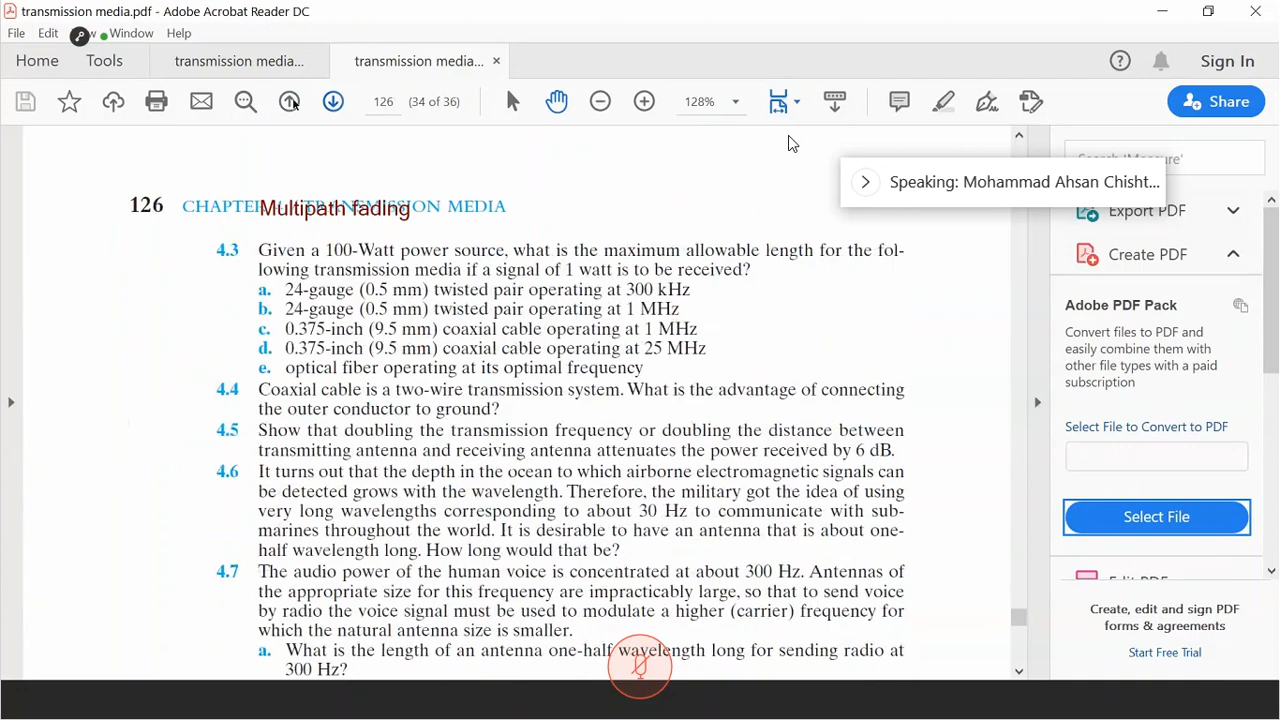 transmission media.pdf - Adobe Acrobat Reader DC
File Edit Window Help
Home Tools transmission media... transmission media... ×
? Sign In
126 (34 of 36) 128% Share
Speaking: Mohammad Ahsan Chisht...
Export PDF
Create PDF
Adobe PDF Pack
Convert files to PDF and
easily combine them with
other file types with a paid
subscription
Select File to Convert to PDF
Select File
Create, edit and sign PDF
forms & agreements
Start Free Trial
126 CHAPTER TRANSMISSION MEDIA
Multipath fading
4.3 Given a 100-Watt power source, what is the maximum allowable length for the fol-
lowing transmission media if a signal of 1 watt is to be received?
a. 24-gauge (0.5 mm) twisted pair operating at 300 kHz
b. 24-gauge (0.5 mm) twisted pair operating at 1 MHz
c. 0.375-inch (9.5 mm) coaxial cable operating at 1 MHz
d. 0.375-inch (9.5 mm) coaxial cable operating at 25 MHz
e. optical fiber operating at its optimal frequency
4.4 Coaxial cable is a two-wire transmission system. What is the advantage of connecting
the outer conductor to ground?
4.5 Show that doubling the transmission frequency or doubling the distance between
transmitting antenna and receiving antenna attenuates the power received by 6 dB.
4.6 It turns out that the depth in the ocean to which airborne electromagnetic signals can
be detected grows with the wavelength. Therefore, the military got the idea of using
very long wavelengths corresponding to about 30 Hz to communicate with sub-
marines throughout the world. It is desirable to have an antenna that is about one-
half wavelength long. How long would that be?
4.7 The audio power of the human voice is concentrated at about 300 Hz. Antennas of
the appropriate size for this frequency are impracticably large, so that to send voice
by radio the voice signal must be used to modulate a higher (carrier) frequency for
which the natural antenna size is smaller.
a. What is the length of an antenna one-half wavelength long for sending radio at
300 Hz?